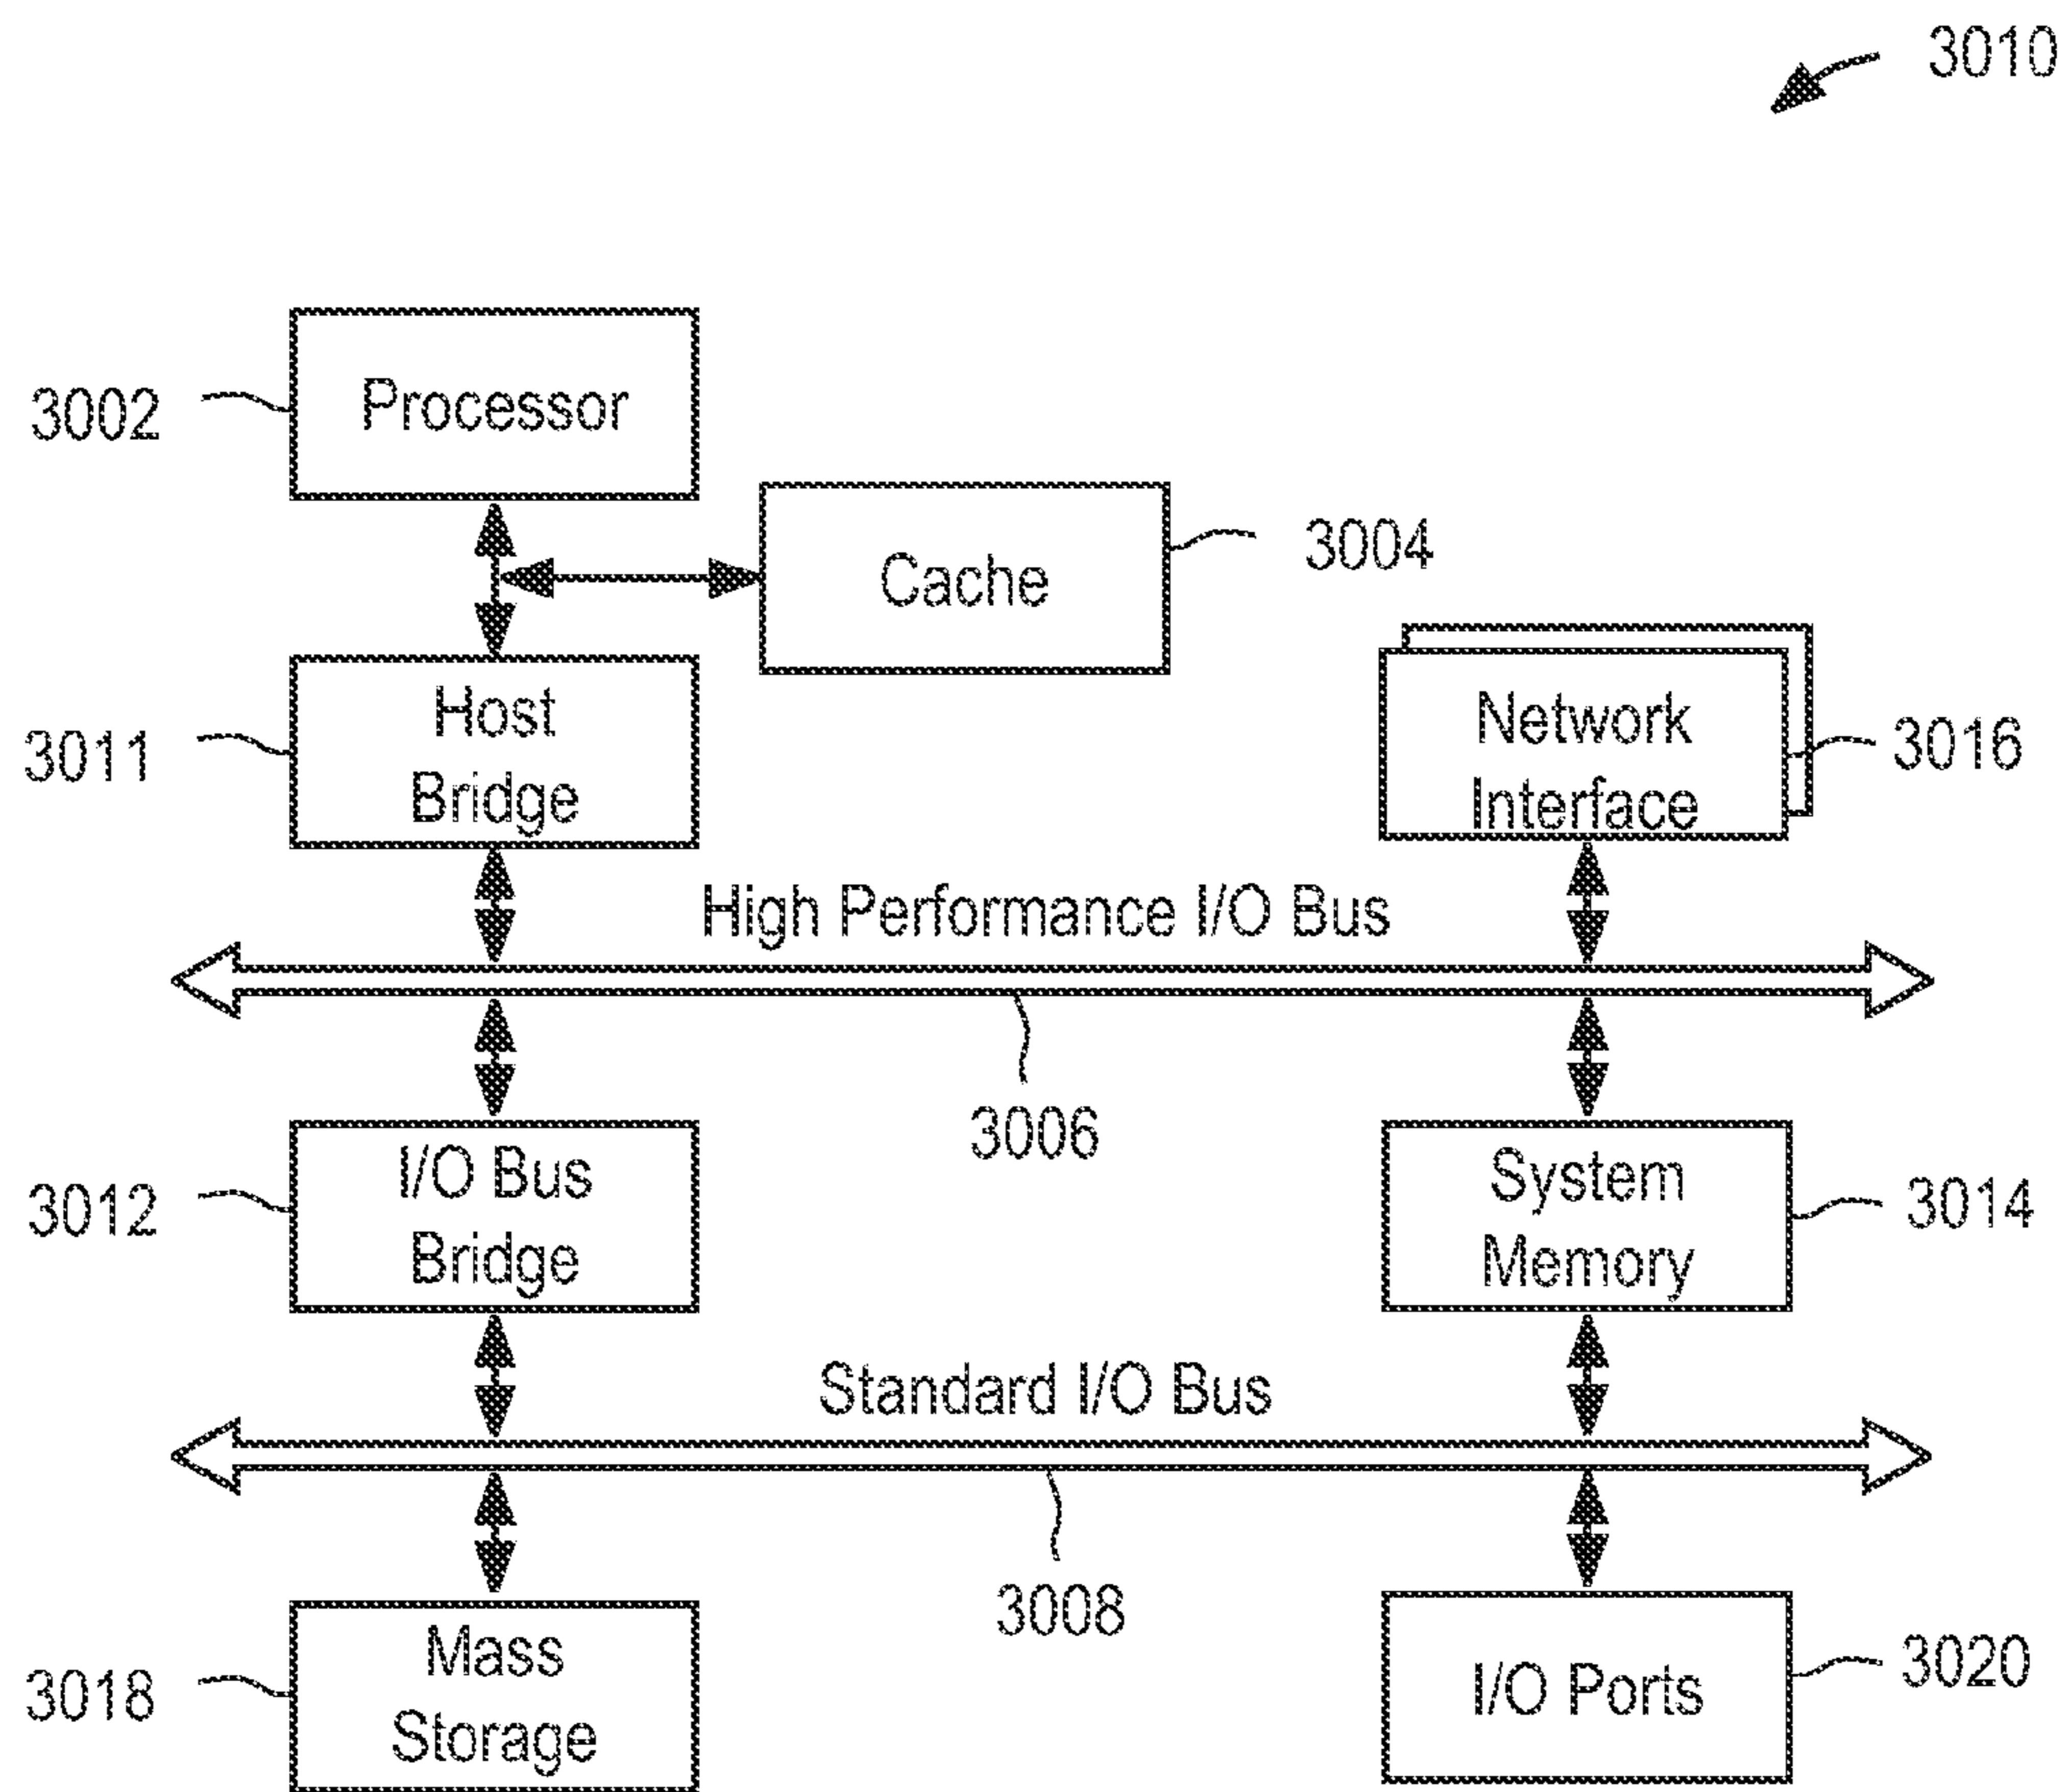 3010
Processor
3002
Cache
3004
Host
Bridge
3011
Network
Interface
3016
High Performance I/O Bus
3006
I/O Bus
Bridge
3012
System
Memory
3014
Standard I/O Bus
3008
Mass
Storage
3018
I/O Ports
3020